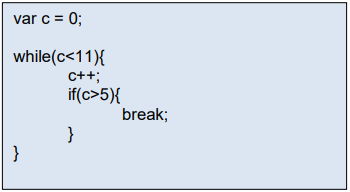 var c = 0;
while(c<11){
c++;
if(c>5){
break;
}
}